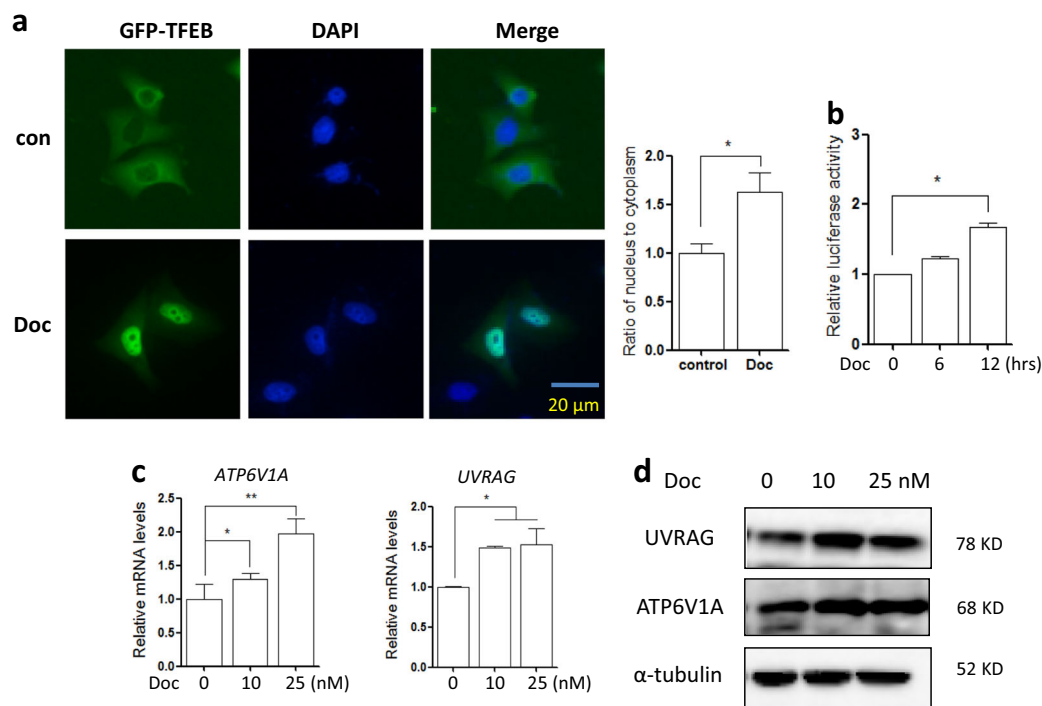 a
GFP-TFEB DAPI Merge
con
Doc
20 µm
Ratio of nucleus to cytoplasm
2.0
1.5
1.0
0.5
0.0
*
control Doc
b
Relative luciferase activity
3
2
1
0
*
Doc 0 6 12 (hrs)
c
ATP6V1A
Relative mRNA levels
2.5
2.0
1.5
1.0
0.5
0.0
**
*
Doc 0 10 25 (nM)
UVRAG
Relative mRNA levels
2.5
2.0
1.5
1.0
0.5
0.0
*
0 10 25 (nM)
d
Doc 0 10 25 nM
UVRAG 78 KD
ATP6V1A 68 KD
α-tubulin 52 KD